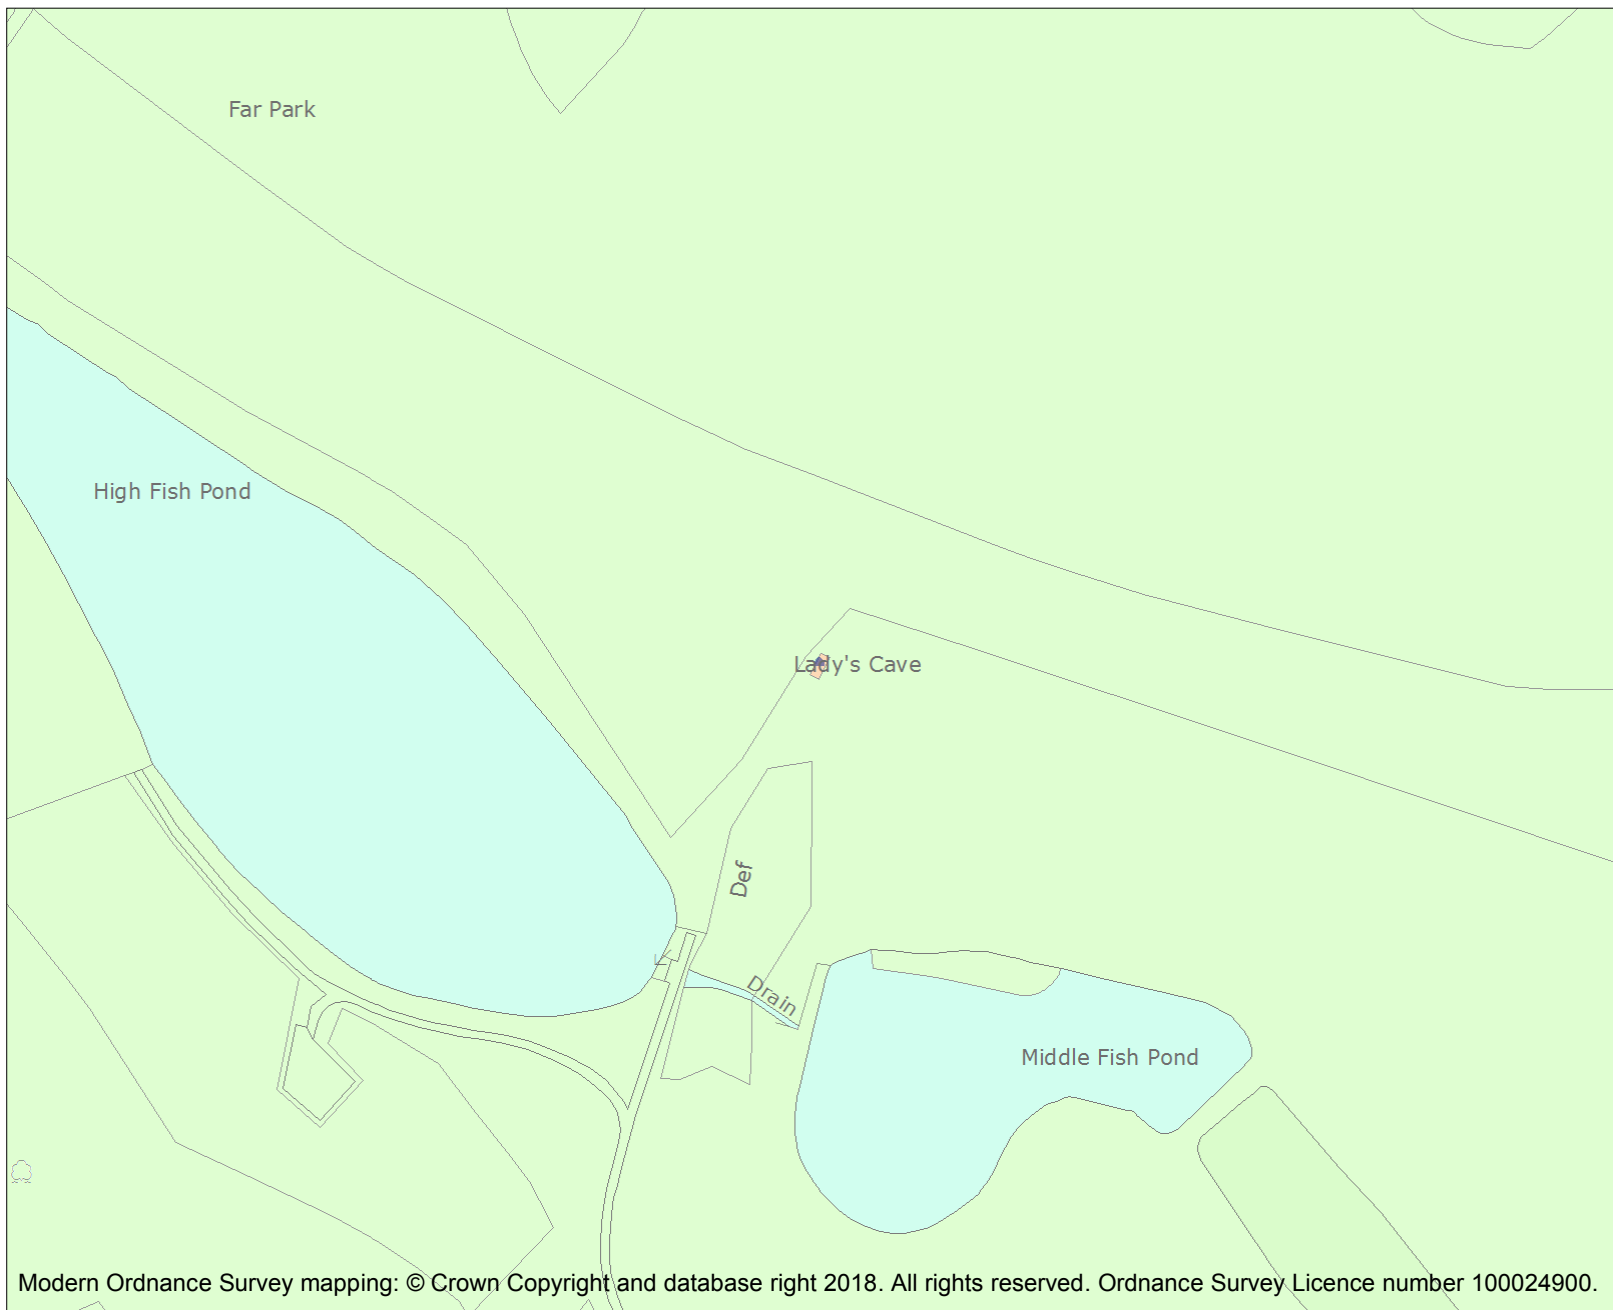 Far Park
High Fish Pond
Lady's Cave
Def
Drain
Middle Fish Pond
Modern Ordnance Survey mapping: © Crown Copyright and database right 2018. All rights reserved. Ordnance Survey Licence number 100024900.